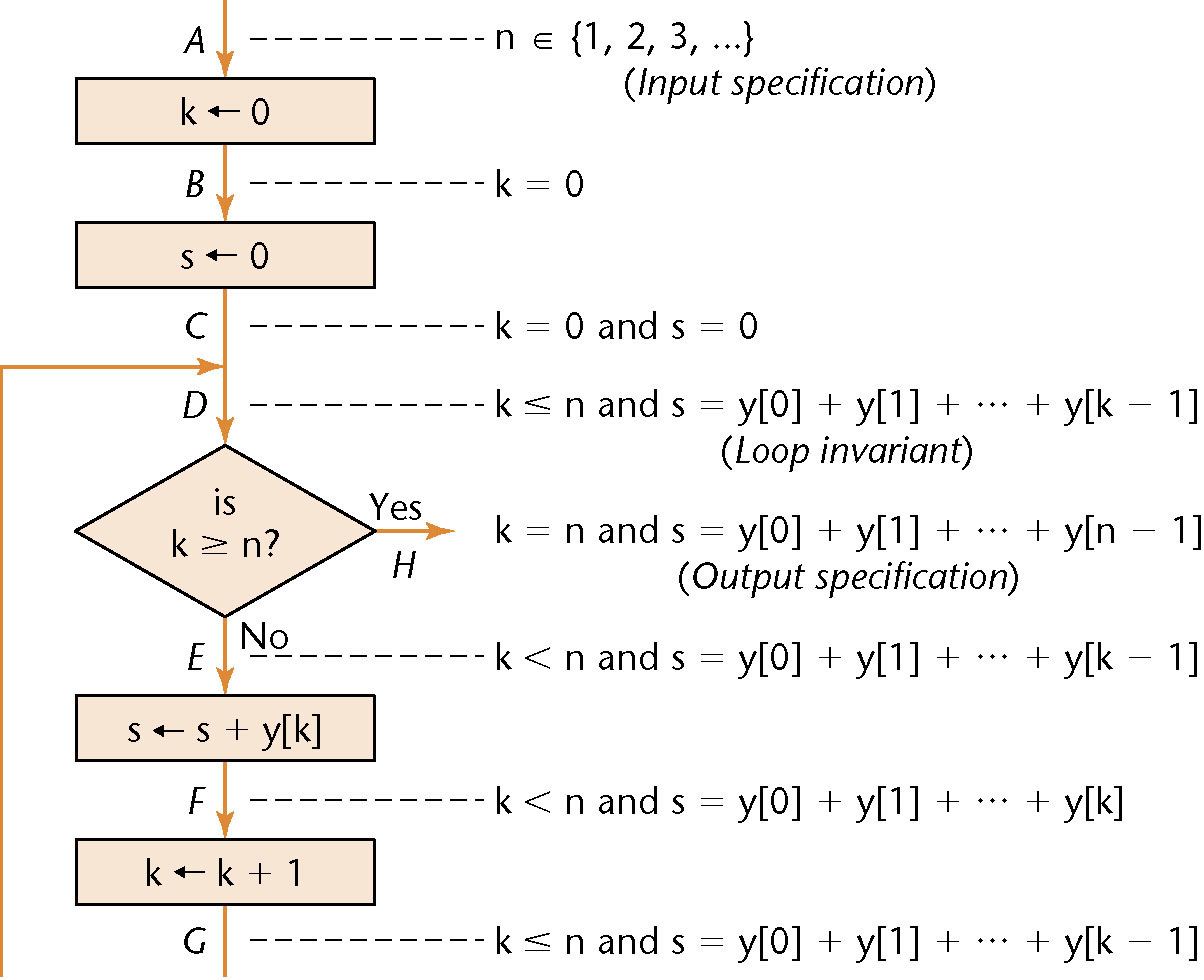 A n ∈ {1, 2, 3, ...}
(Input specification)
k ← 0
B k = 0
s ← 0
C k = 0 and s = 0
D k ≤ n and s = y[0] + y[1] + ⋯ + y[k − 1]
(Loop invariant)
is
k ≥ n?
Yes
H k = n and s = y[0] + y[1] + ⋯ + y[n − 1]
(Output specification)
No
E k < n and s = y[0] + y[1] + ⋯ + y[k − 1]
s ← s + y[k]
F k < n and s = y[0] + y[1] + ⋯ + y[k]
k ← k + 1
G k ≤ n and s = y[0] + y[1] + ⋯ + y[k − 1]